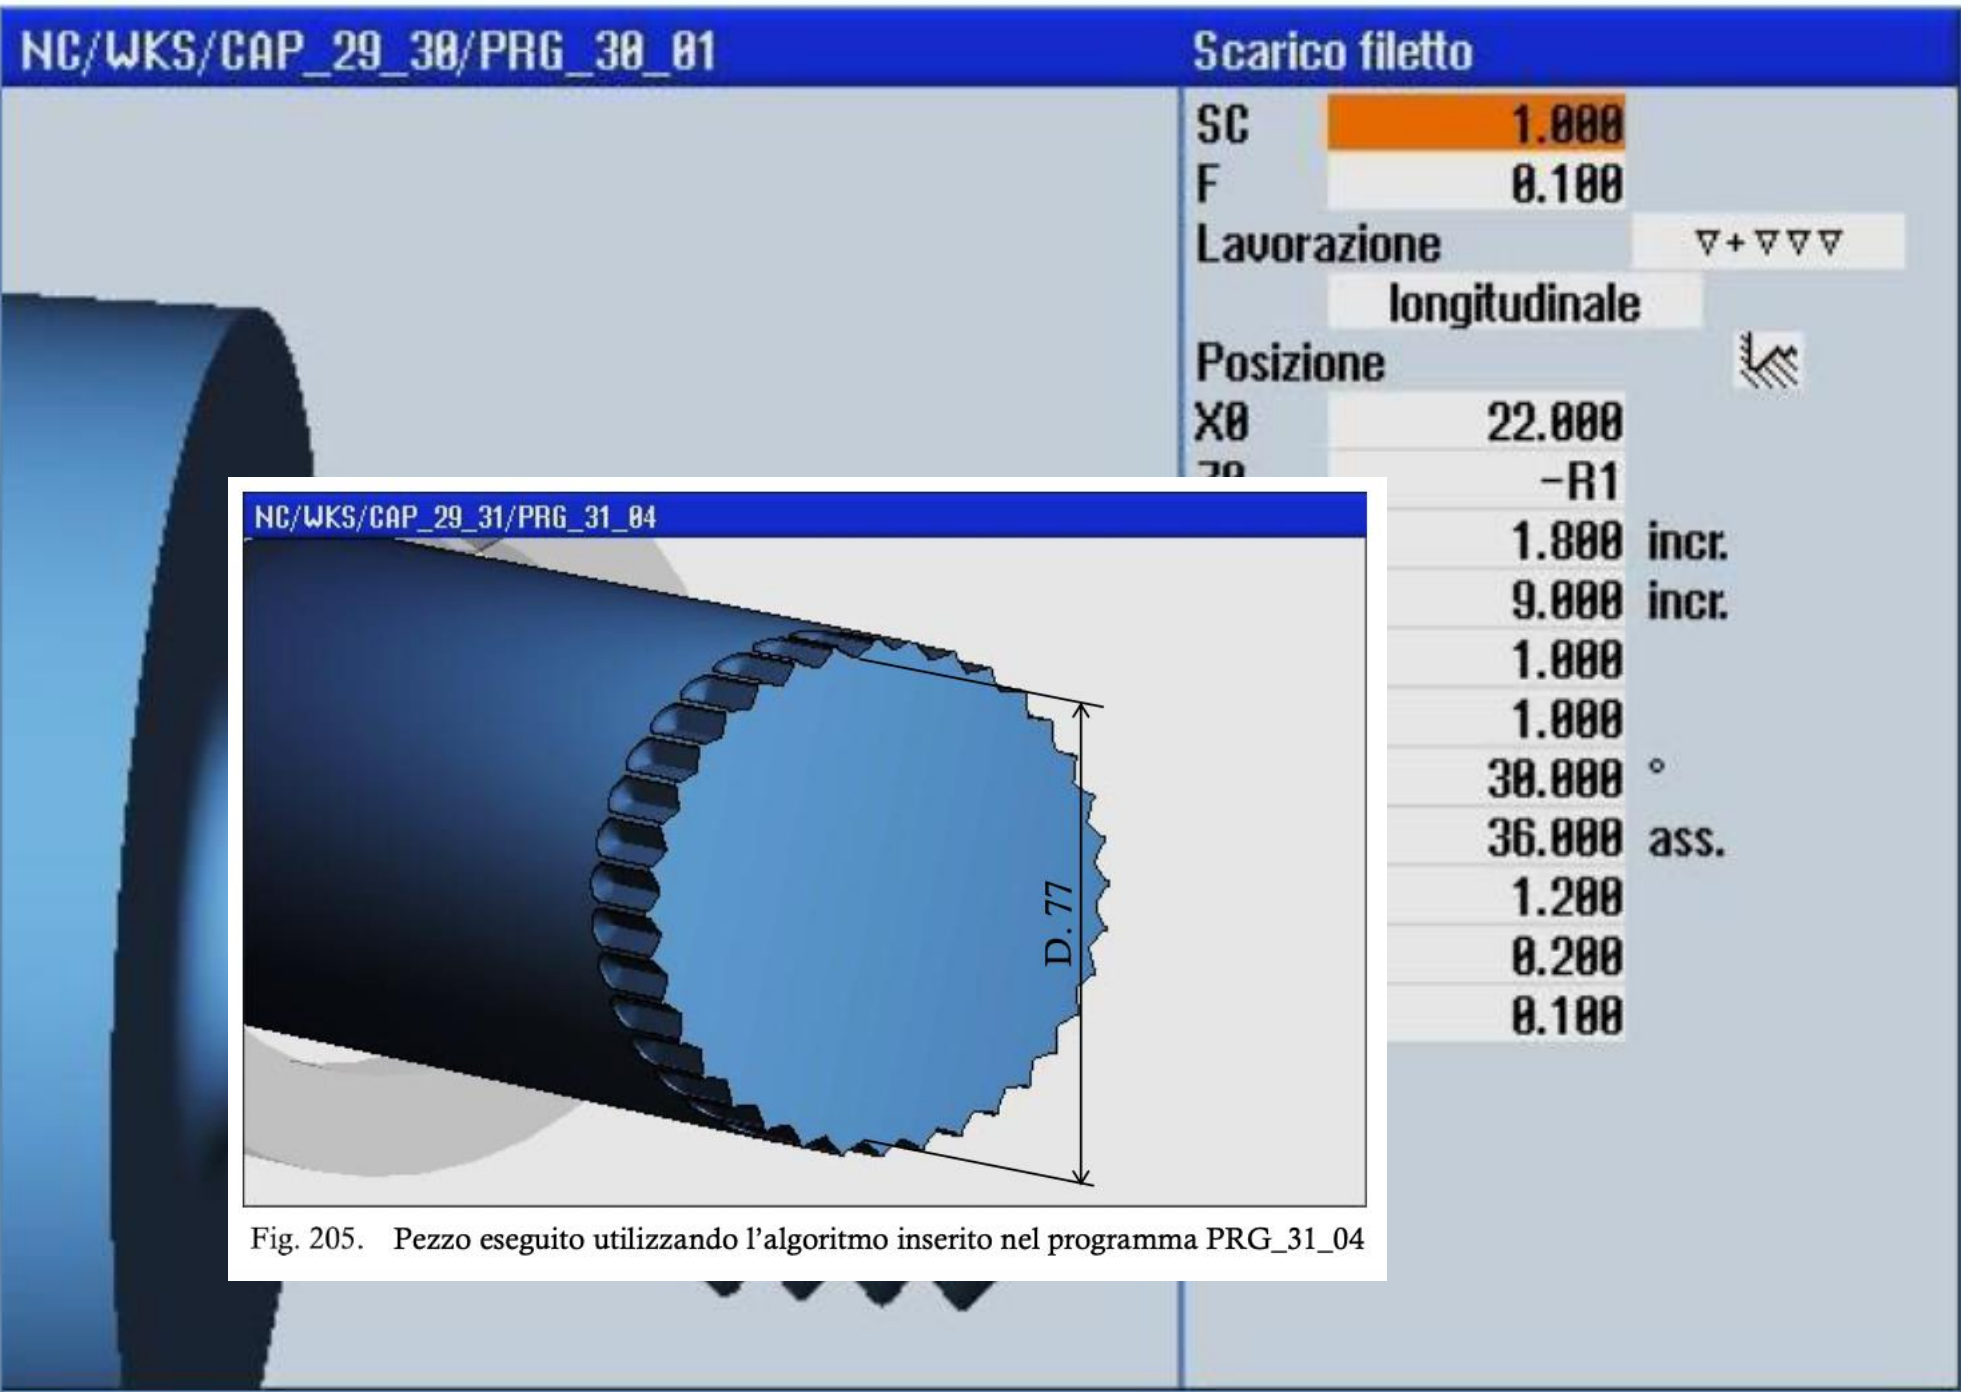 NC/WKS/CAP_29_30/PRG_30_01
Scarico filetto
SC 1.000
F 0.100
Lavorazione ▽+▽▽▽
longitudinale
Posizione
X0 22.000
-R1
1.800 incr.
9.000 incr.
1.000
1.000
30.000 °
36.000 ass.
1.200
0.200
0.100
NC/WKS/CAP_29_31/PRG_31_04
D. 77
Fig. 205. Pezzo eseguito utilizzando l'algoritmo inserito nel programma PRG_31_04